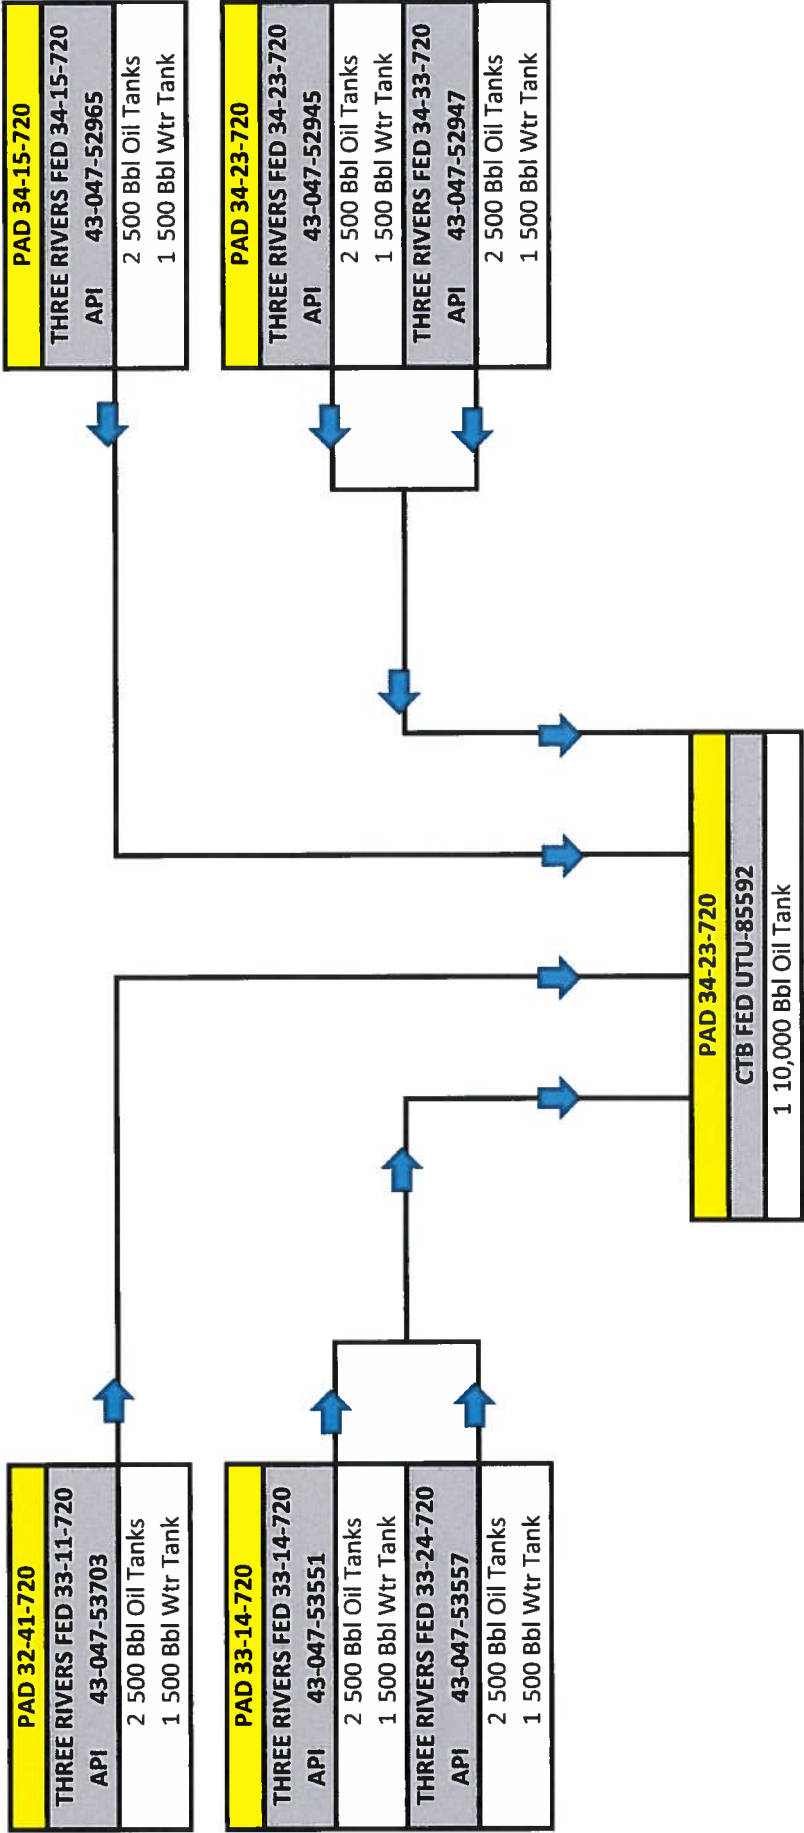 PAD 32-41-720
THREE RIVERS FED 33-11-720
API 43-047-53703
2 500 Bbl Oil Tanks
1 500 Bbl Wtr Tank
PAD 33-14-720
THREE RIVERS FED 33-14-720
API 43-047-53551
2 500 Bbl Oil Tanks
1 500 Bbl Wtr Tank
THREE RIVERS FED 33-24-720
API 43-047-53557
2 500 Bbl Oil Tanks
1 500 Bbl Wtr Tank
PAD 34-15-720
THREE RIVERS FED 34-15-720
API 43-047-52965
2 500 Bbl Oil Tanks
1 500 Bbl Wtr Tank
PAD 34-23-720
THREE RIVERS FED 34-23-720
API 43-047-52945
2 500 Bbl Oil Tanks
1 500 Bbl Wtr Tank
THREE RIVERS FED 34-33-720
API 43-047-52947
2 500 Bbl Oil Tanks
1 500 Bbl Wtr Tank
PAD 34-23-720
CTB FED UTU-85592
1 10,000 Bbl Oil Tank